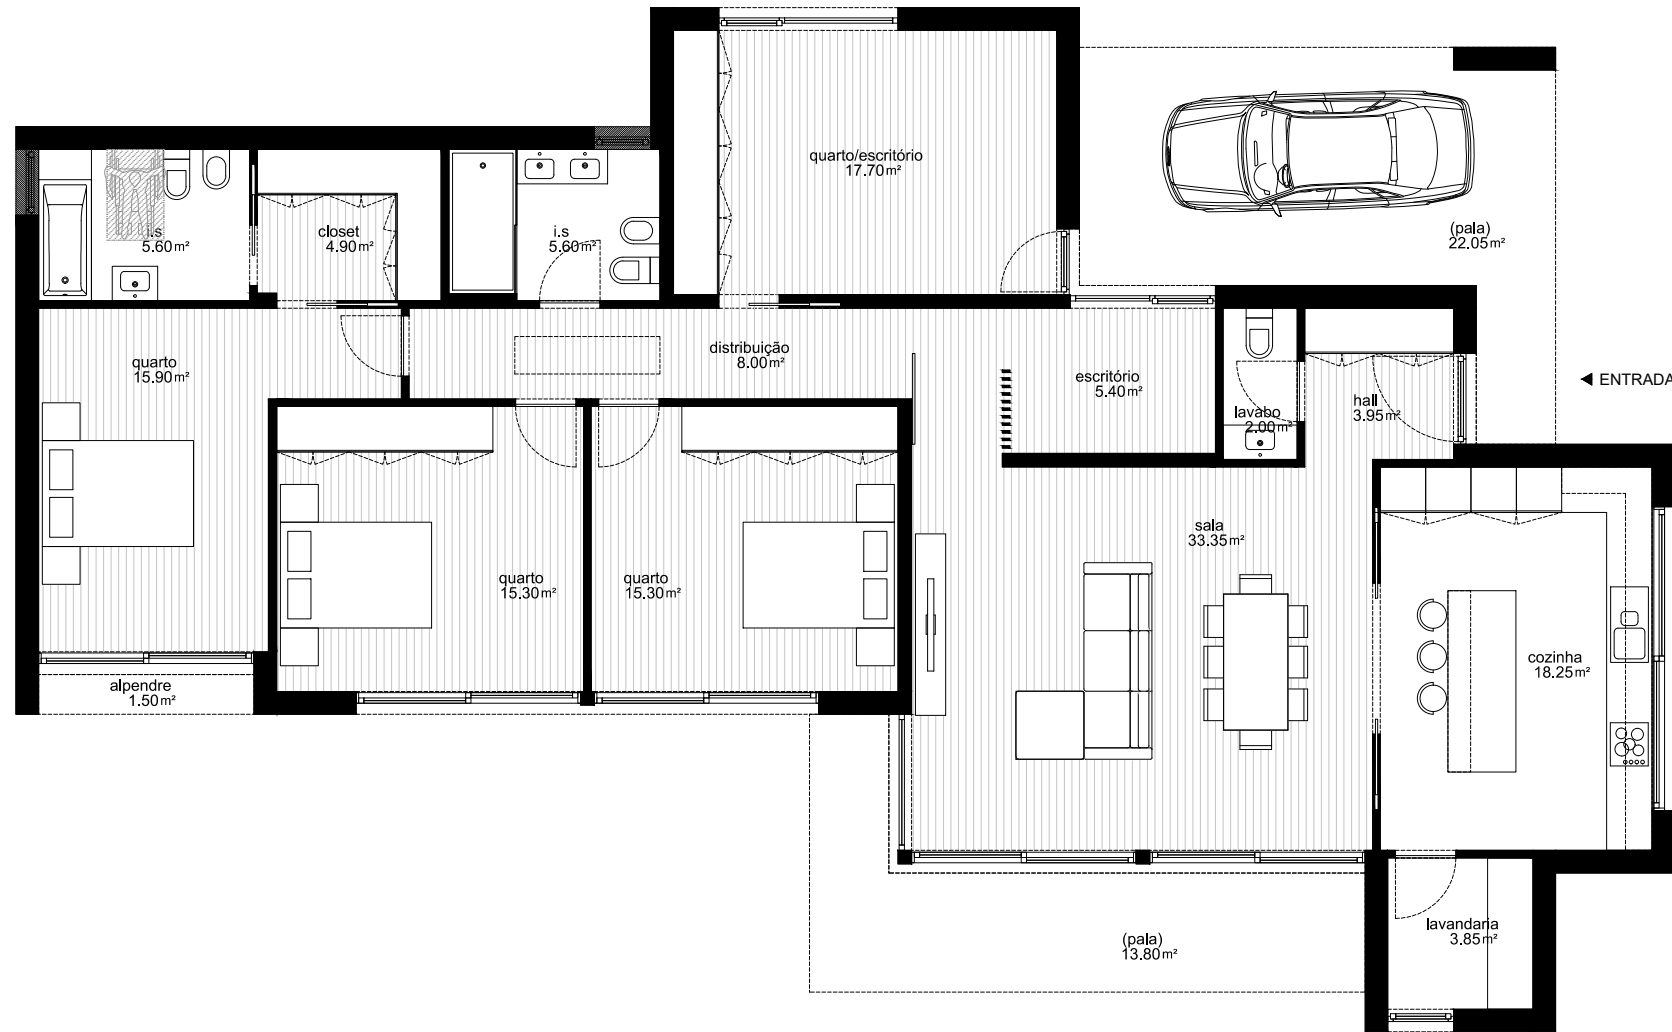 quarto/escritório
17.70m²
(pala)
22.05m²
i.s
5.60m²
closet
4.90m²
i.s
5.60m²
quarto
15.90m²
distribuição
8.00m²
escritório
5.40m²
lavabo
2.00m²
hall
3.95m²
◄ ENTRADA
quarto
15.30m²
quarto
15.30m²
sala
33.35m²
cozinha
18.25m²
alpendre
1.50m²
(pala)
13.80m²
lavandaria
3.85m²